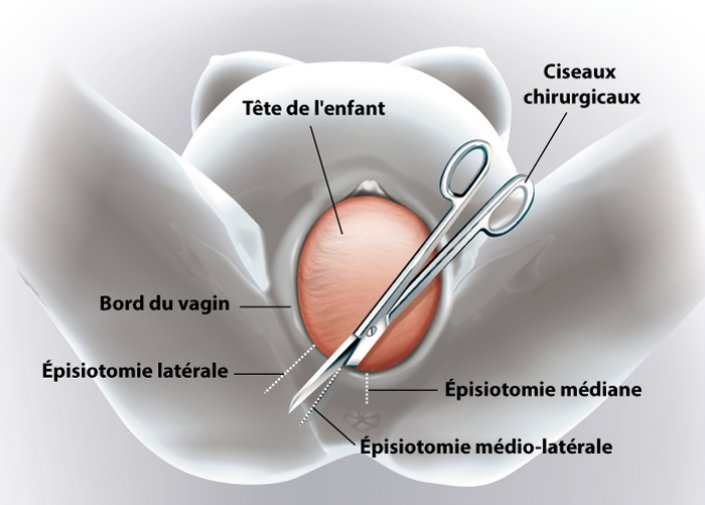 Ciseaux
chirurgicaux
Tête de l'enfant
Bord du vagin
Épisiotomie latérale
Épisiotomie médiane
Épisiotomie médio-latérale